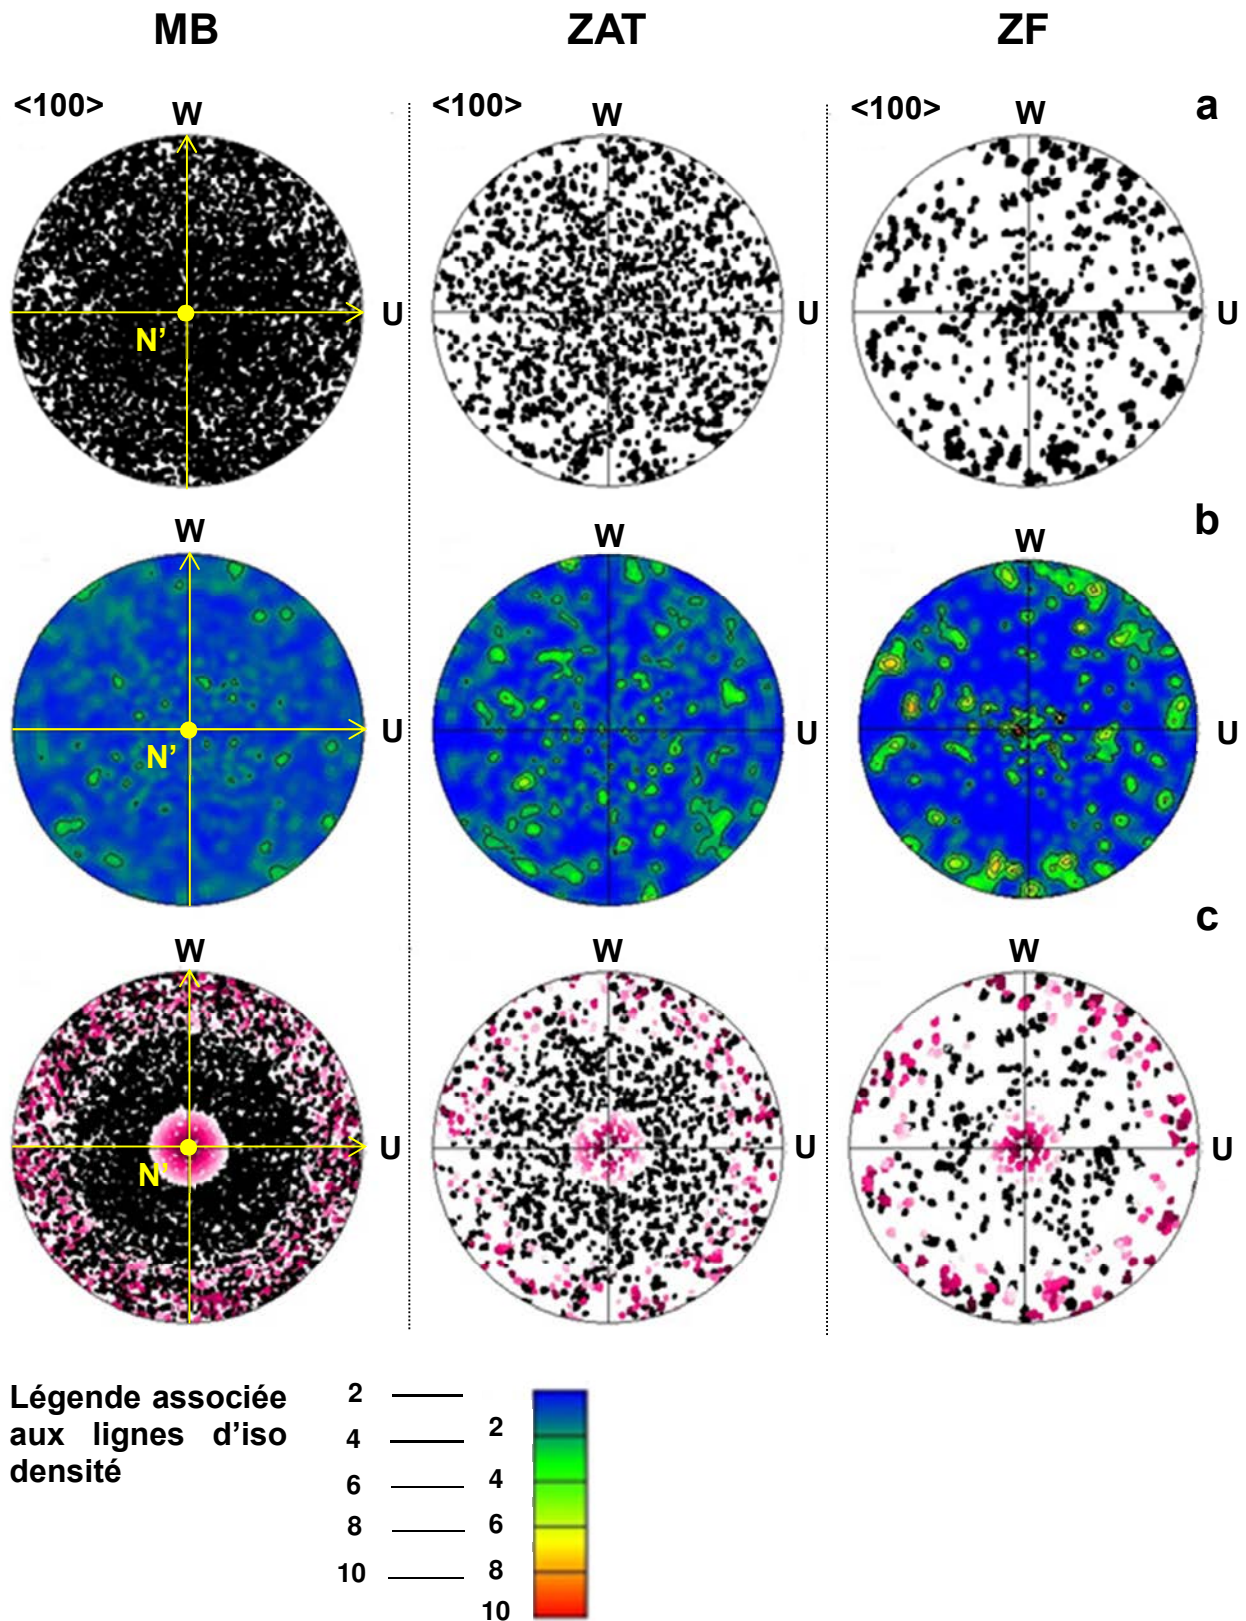 MB ZAT ZF
<100> <100> <100> a
W W W
U U U
N'
b
W W W
U U U
N'
c
W W W
U U U
N'
Légende associée
aux lignes d'iso
densité
2
4
6
8
10
2
4
6
8
10